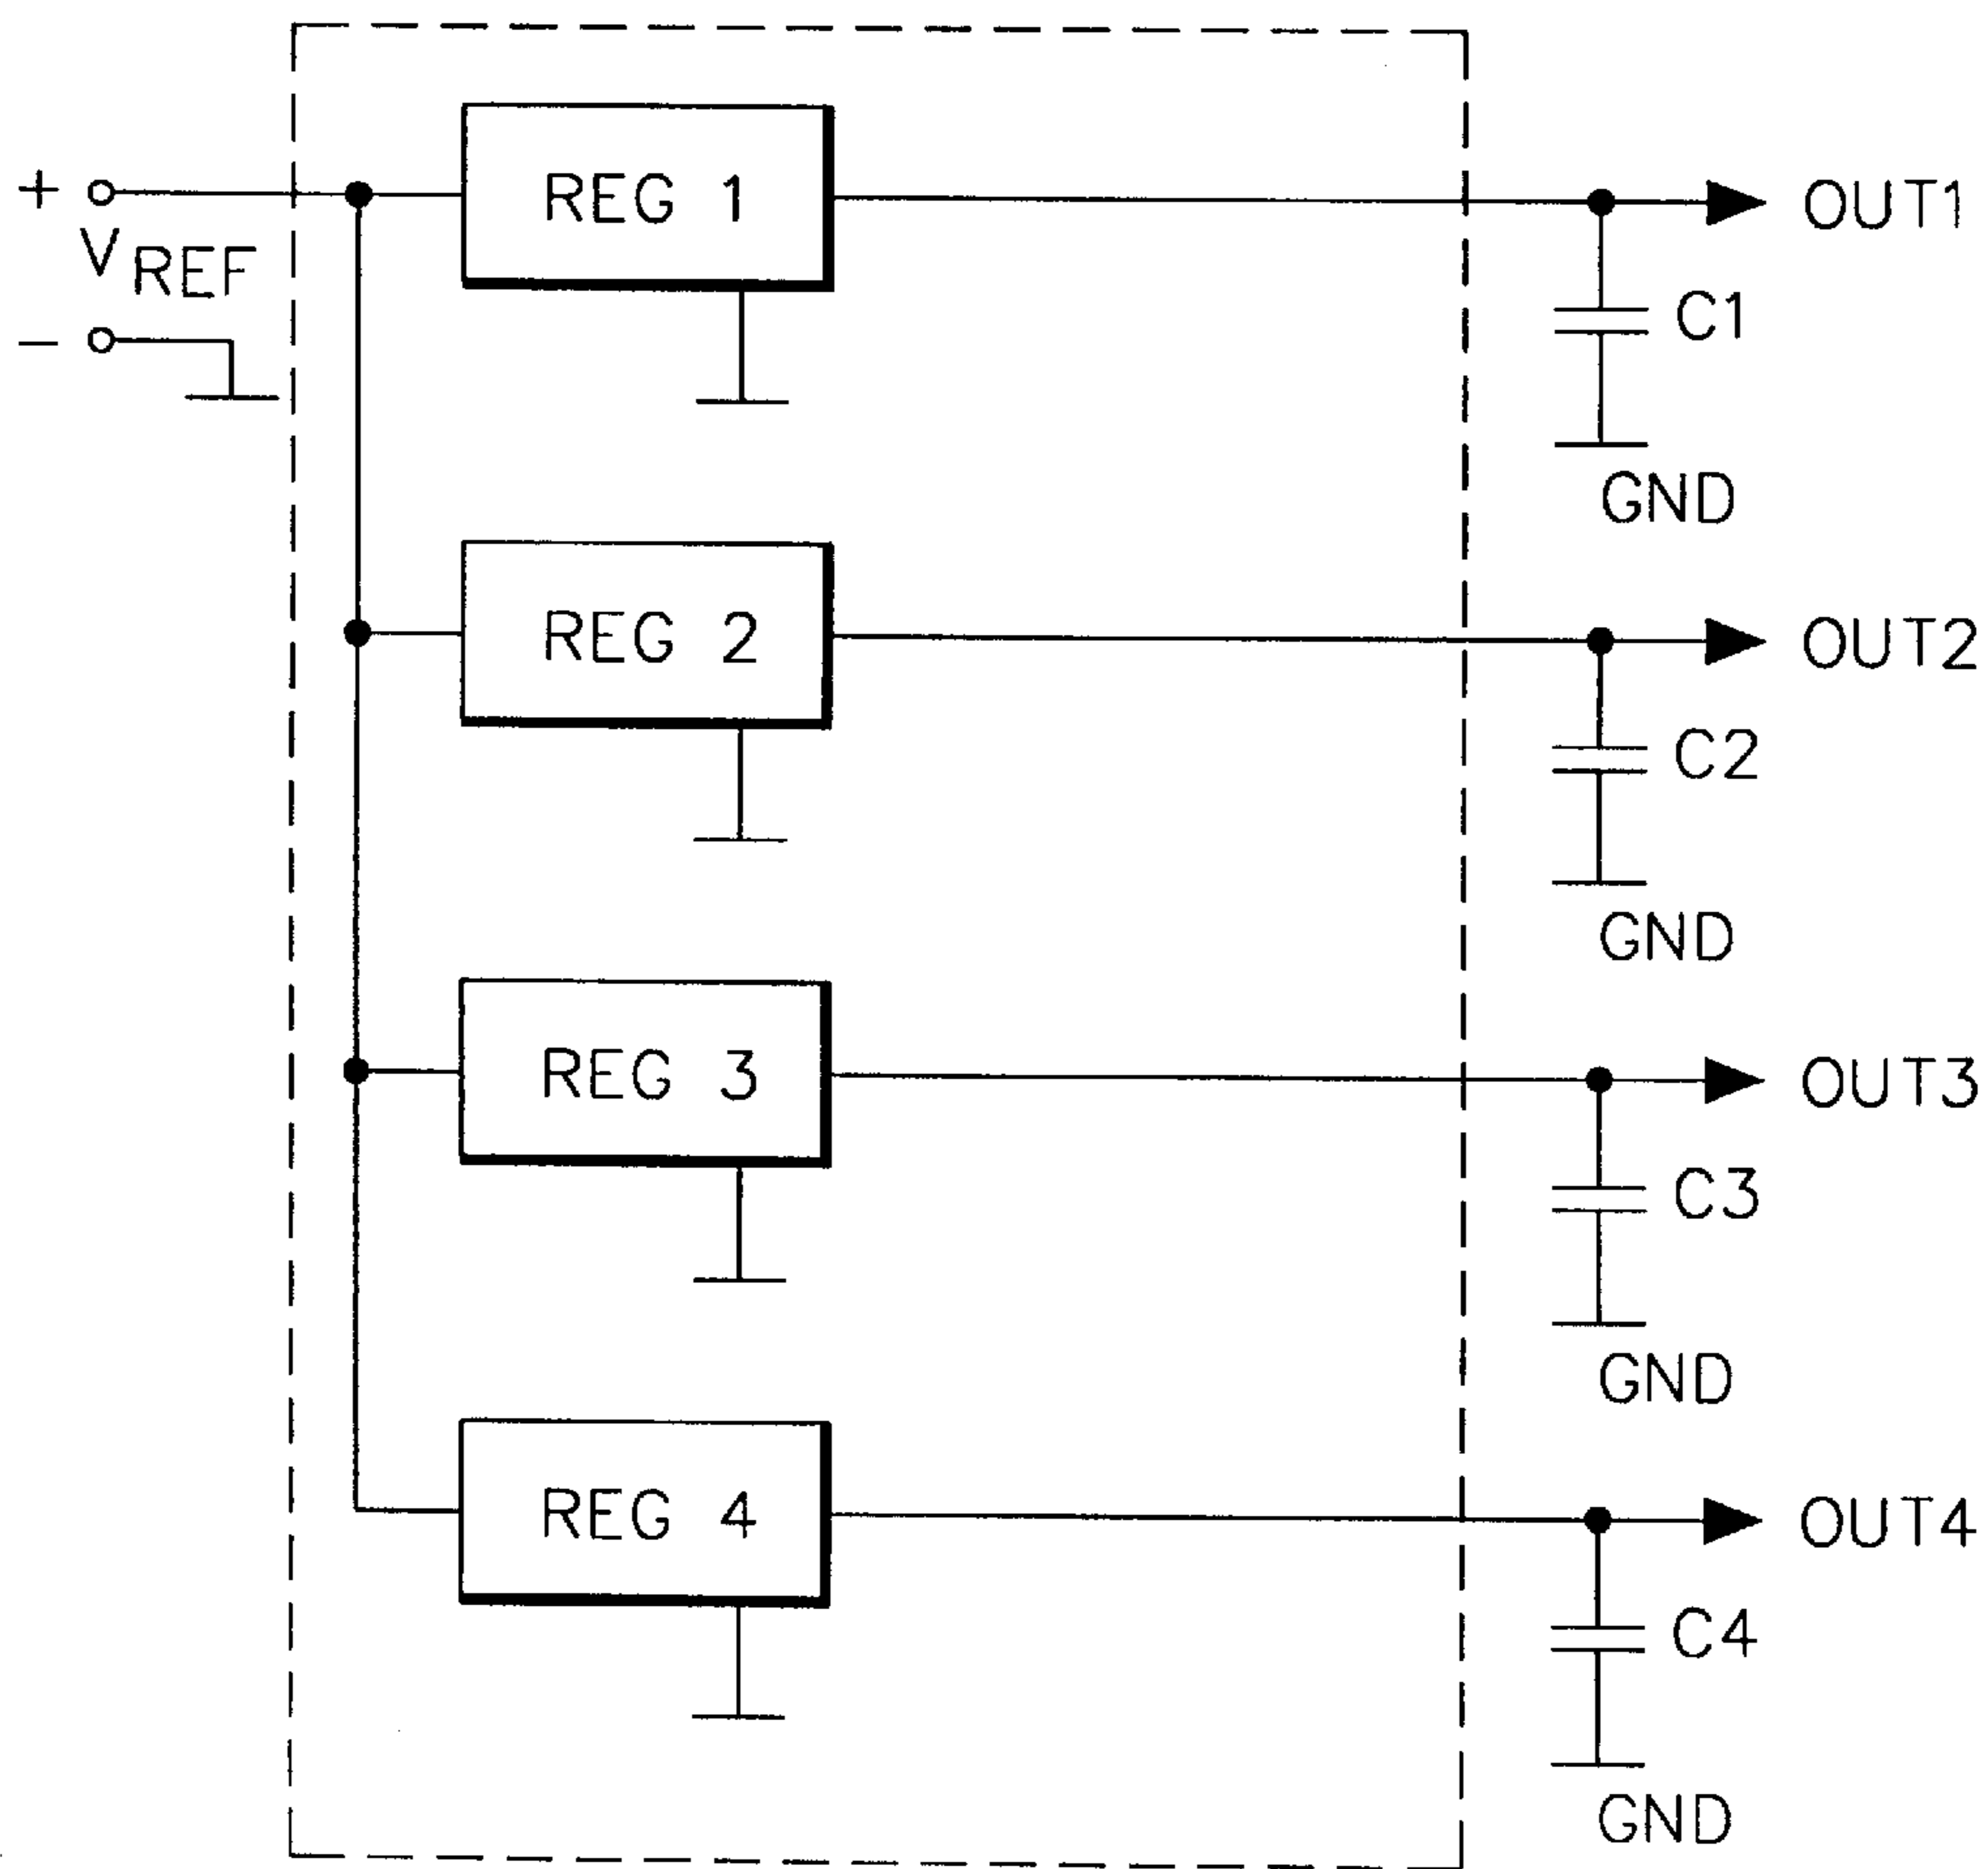 REG 1
+
OUT1
V REF
C1
−
GND
REG 2
OUT2
C2
GND
REG 3
OUT3
C3
GND
REG 4
OUT4
C4
GND